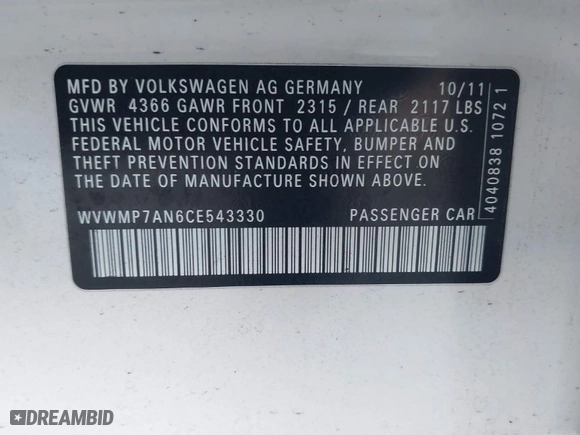 MFD BY VOLKSWAGEN AG GERMANY 10/11
GVWR 4366 GAWR FRONT 2315 / REAR 2117 LBS
THIS VEHICLE CONFORMS TO ALL APPLICABLE U.S.
FEDERAL MOTOR VEHICLE SAFETY, BUMPER AND
THEFT PREVENTION STANDARDS IN EFFECT ON
THE DATE OF MANUFACTURE SHOWN ABOVE.
WVWMP7AN6CE543330 PASSENGER CAR
4040838 1072 1
DREAMBID